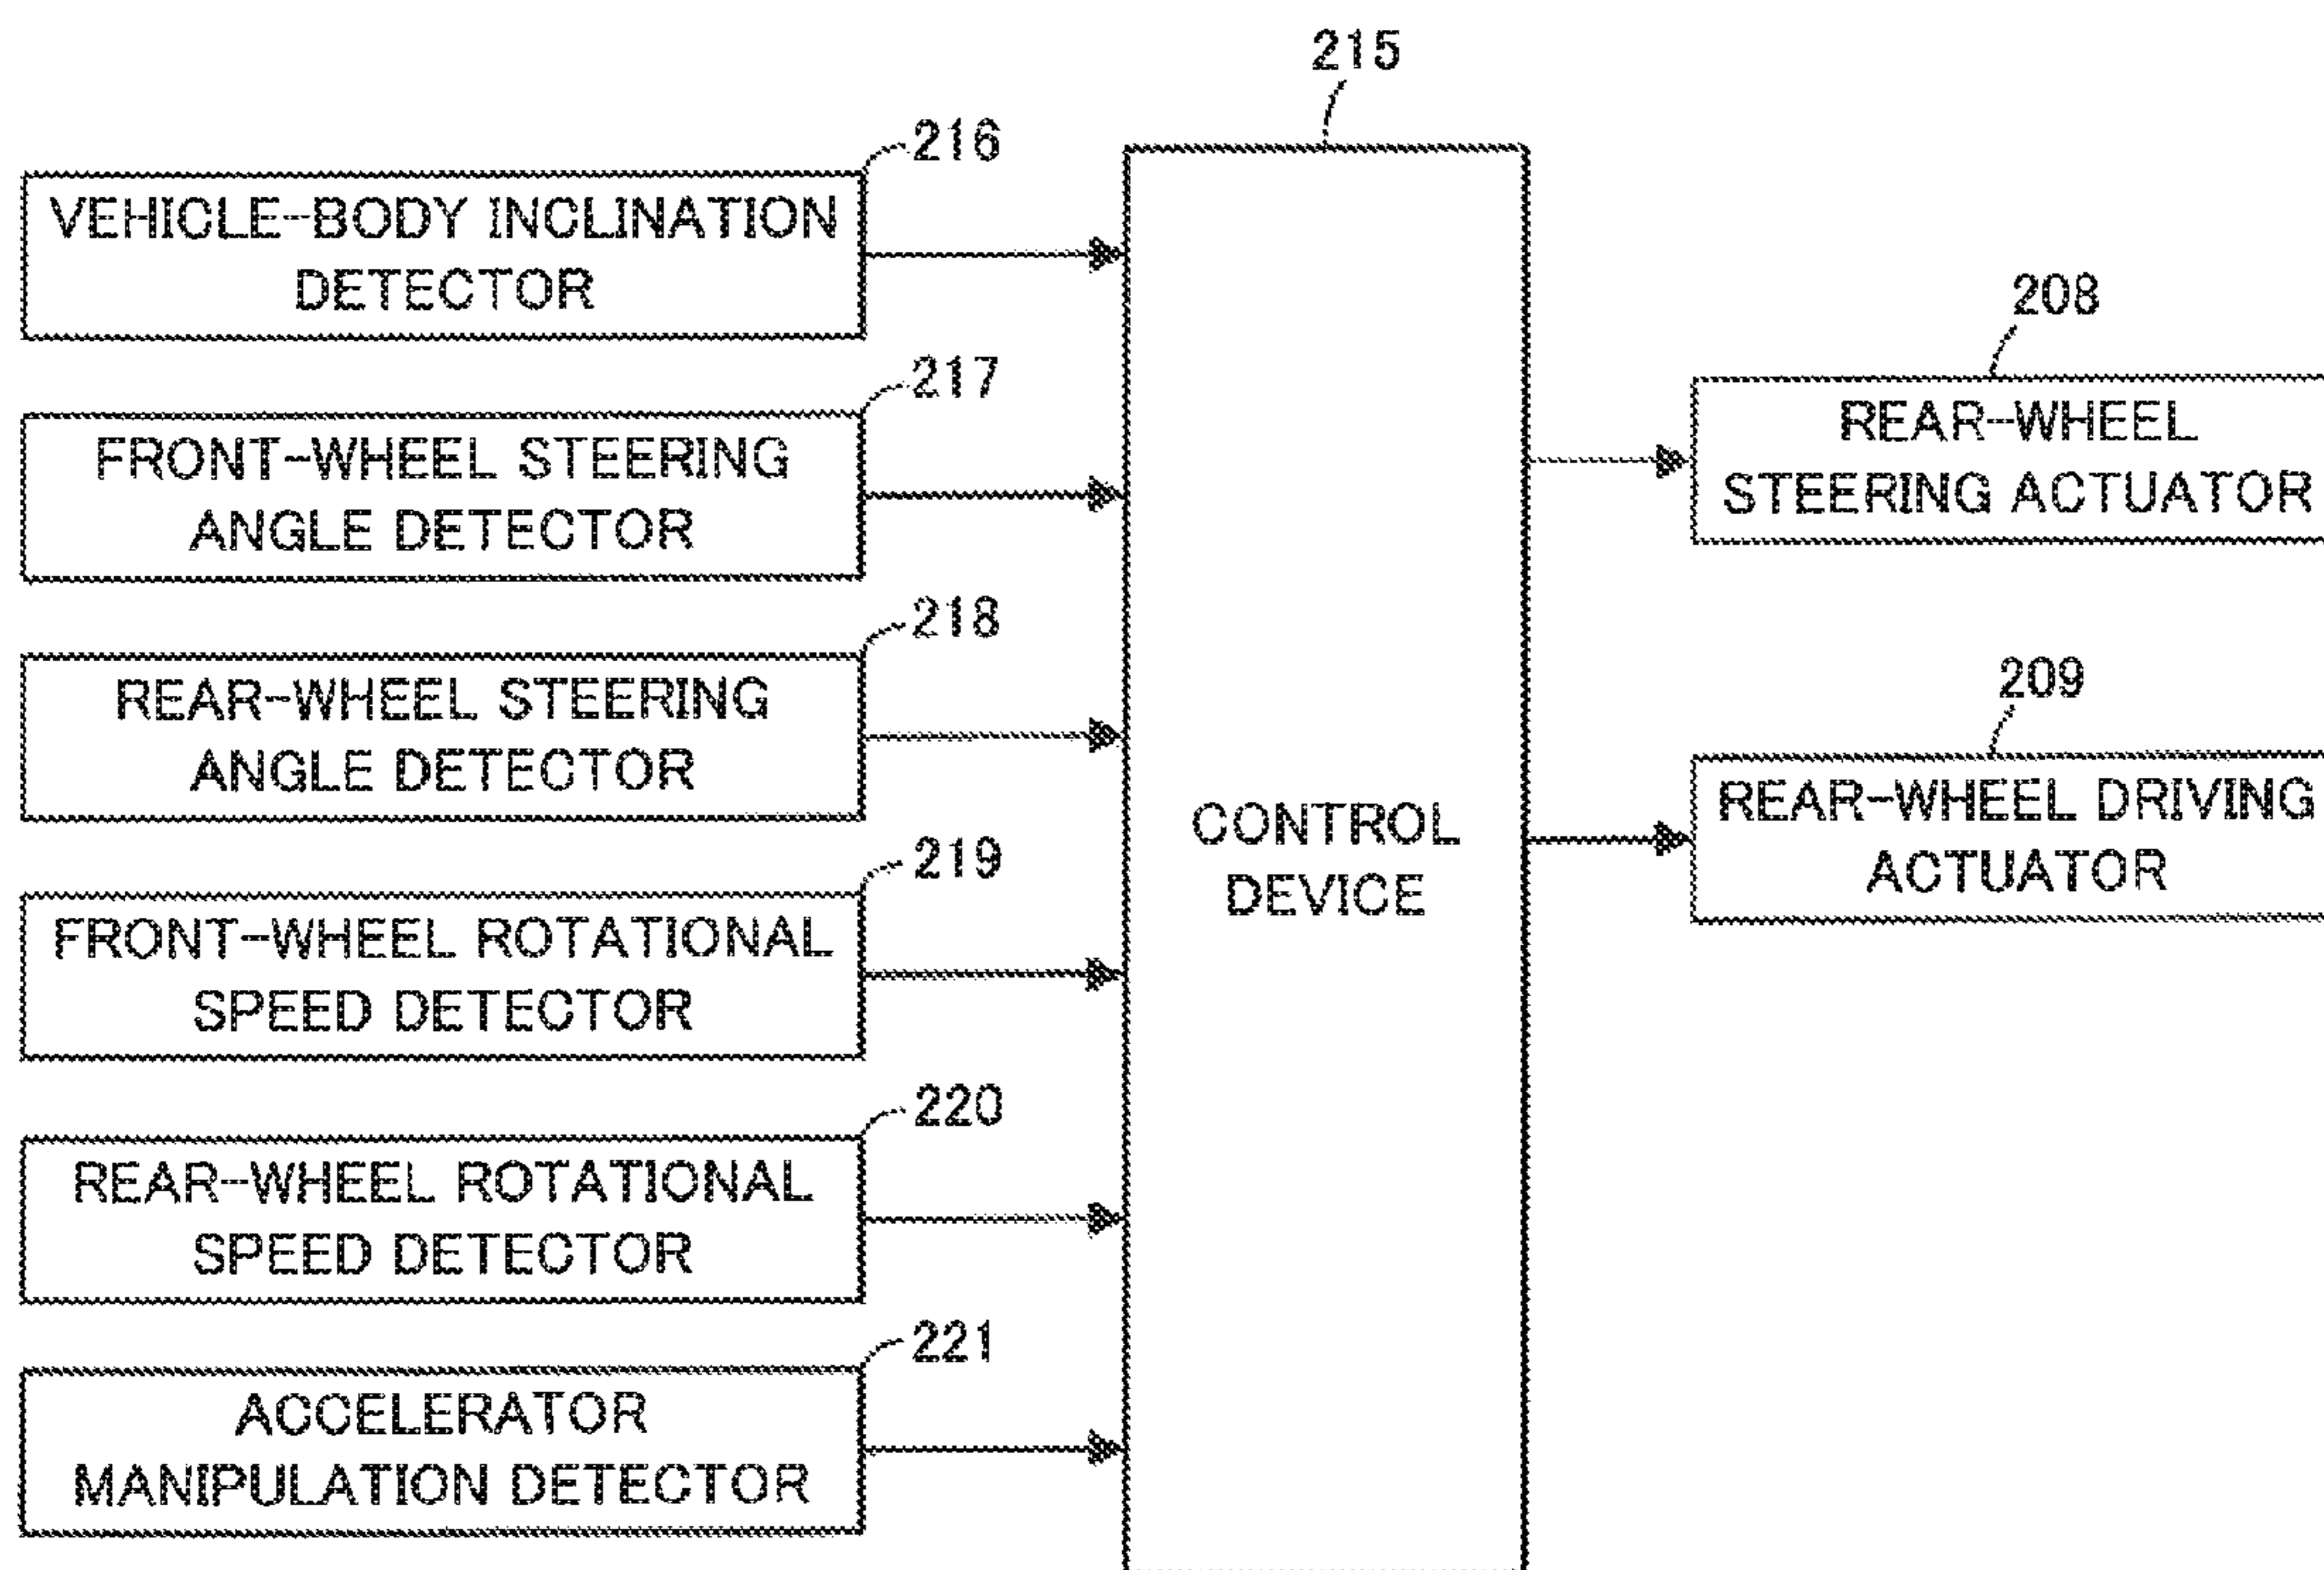 215
216
VEHICLE-BODY INCLINATION
DETECTOR
217
FRONT-WHEEL STEERING
ANGLE DETECTOR
218
REAR-WHEEL STEERING
ANGLE DETECTOR
219
FRONT-WHEEL ROTATIONAL
SPEED DETECTOR
220
REAR-WHEEL ROTATIONAL
SPEED DETECTOR
221
ACCELERATOR
MANIPULATION DETECTOR
CONTROL
DEVICE
208
REAR-WHEEL
STEERING ACTUATOR
209
REAR-WHEEL DRIVING
ACTUATOR